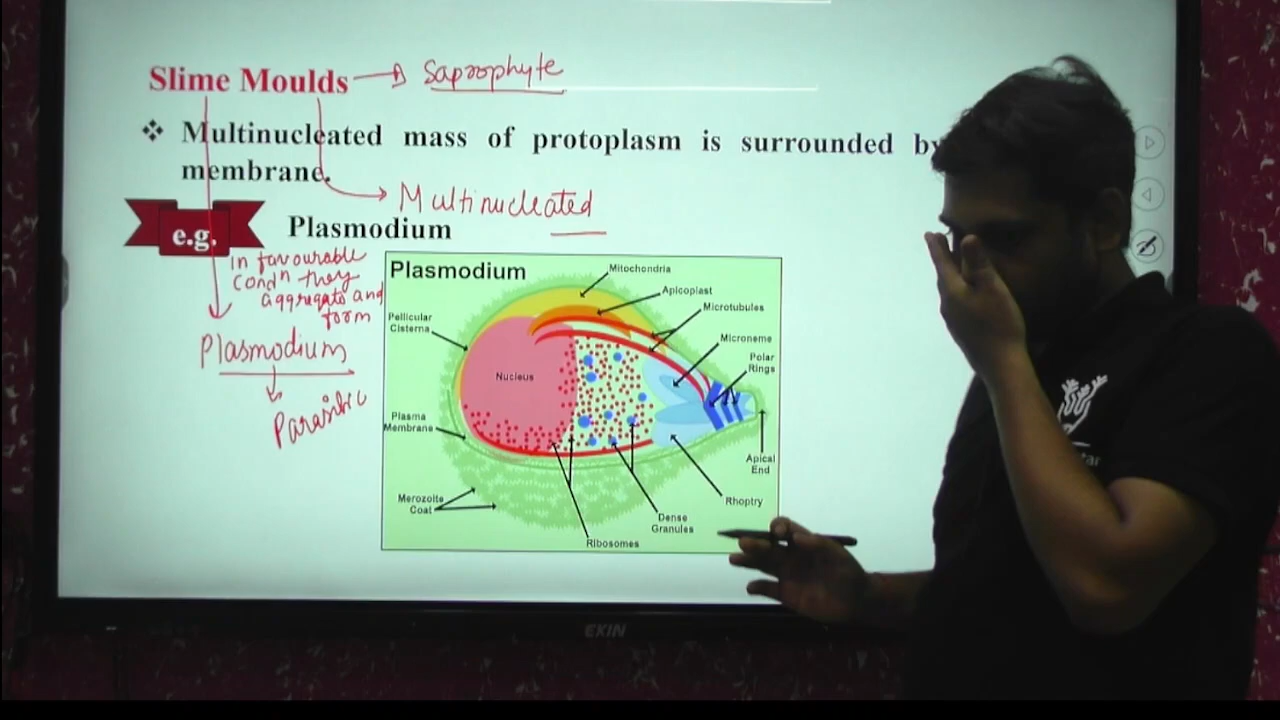 Slime Moulds → Saprophyte
❖ Multinucleated mass of protoplasm is surrounded by
membrane.
Multinucleated
e.g. Plasmodium
in favourable
condⁿ they
aggregate and
form
Plasmodium
Parasitic
Plasmodium
Mitochondria
Apicoplast
Microtubules
Pellicular
Cisterna
Microneme
Polar
Rings
Nucleus
Plasma
Membrane
Apical
End
Merozoite
Coat
Rhoptry
Dense
Granules
Ribosomes
EKIN